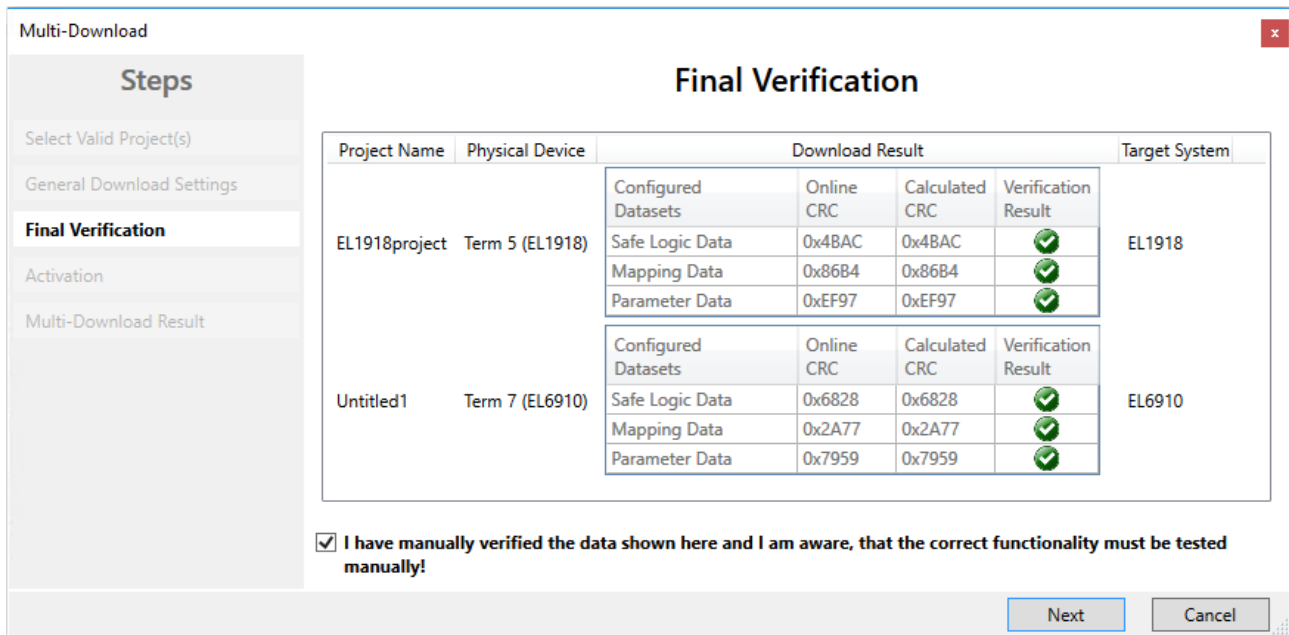 Multi-Download
x
Steps
Select Valid Project(s)
General Download Settings
Final Verification
Activation
Multi-Download Result
Final Verification
Project Name Physical Device Download Result Target System
Configured Datasets Online CRC Calculated CRC Verification Result
EL1918project Term 5 (EL1918) EL1918
Safe Logic Data 0x4BAC 0x4BAC
Mapping Data 0x86B4 0x86B4
Parameter Data 0xEF97 0xEF97
Configured Datasets Online CRC Calculated CRC Verification Result
Untitled1 Term 7 (EL6910) EL6910
Safe Logic Data 0x6828 0x6828
Mapping Data 0x2A77 0x2A77
Parameter Data 0x7959 0x7959
I have manually verified the data shown here and I am aware, that the correct functionality must be tested
manually!
Next Cancel